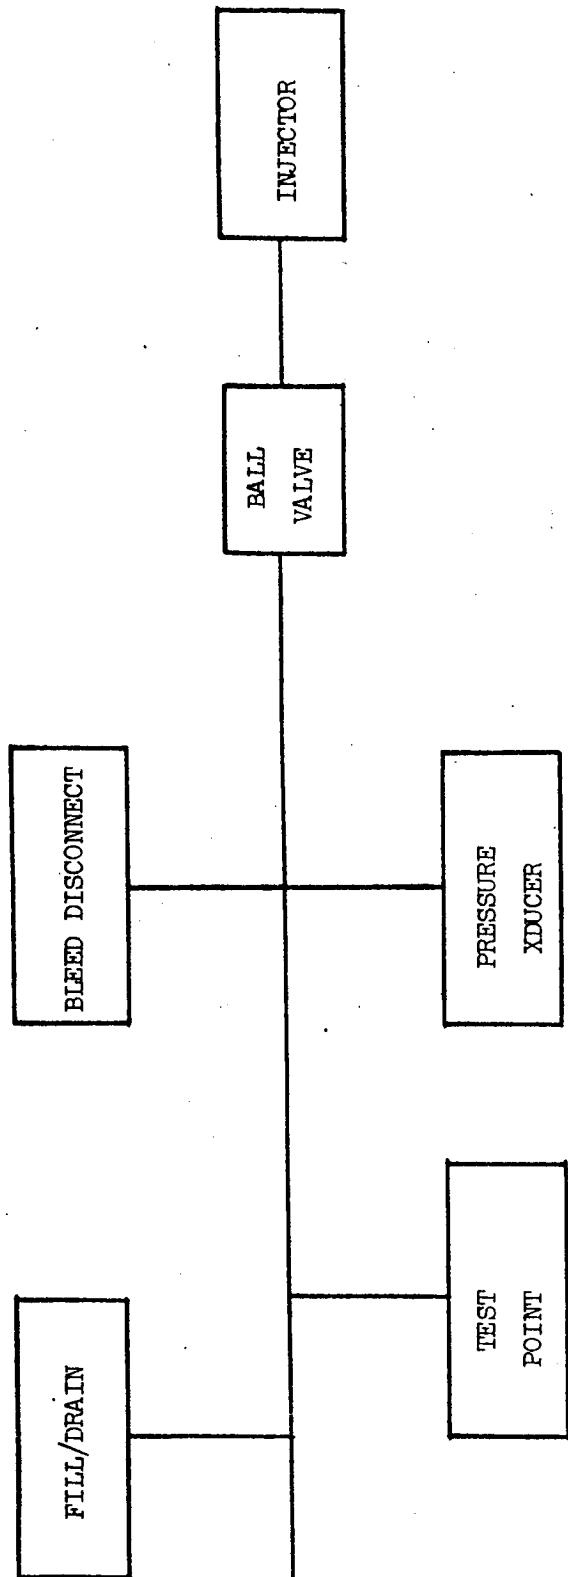 FILL/DRAIN
BLEED DISCONNECT
TEST
POINT
PRESSURE
XDUCER
BALL
VALVE
INJECTOR